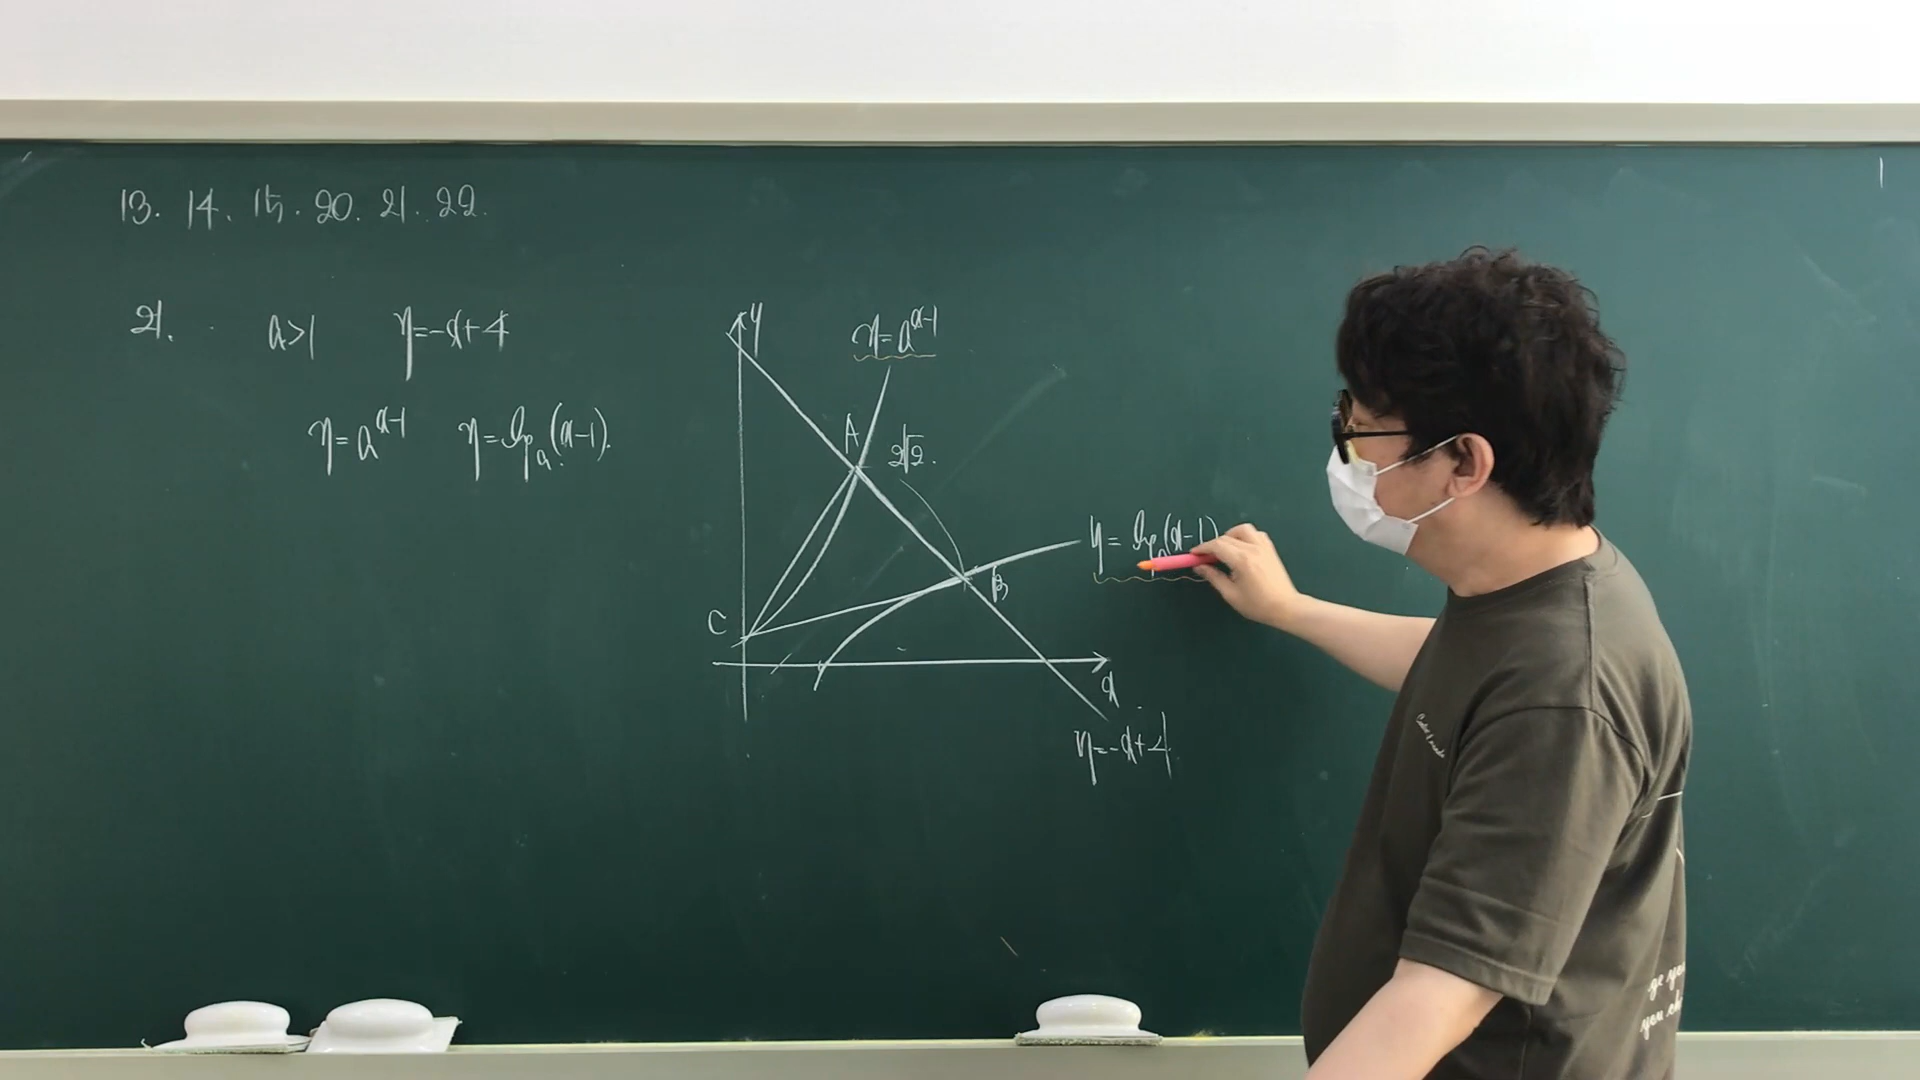 13. 14. 15. 20. 21. 22.
21. a>1 y=-x+4
y=a^{x-1} y=log_a(x-1).
y
y=a^{x-1}
A
2√2.
y=log_a(x-1)
B
C
x
y=-x+4